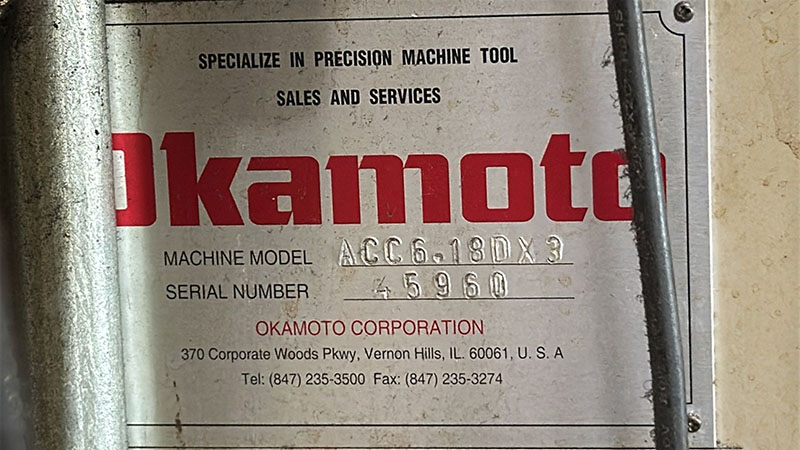 SPECIALIZE IN PRECISION MACHINE TOOL
SALES AND SERVICES
Okamoto
MACHINE MODEL ACC6.18DX3
SERIAL NUMBER 45960
OKAMOTO CORPORATION
370 Corporate Woods Pkwy, Vernon Hills, IL. 60061, U. S. A
Tel: (847) 235-3500 Fax: (847) 235-3274